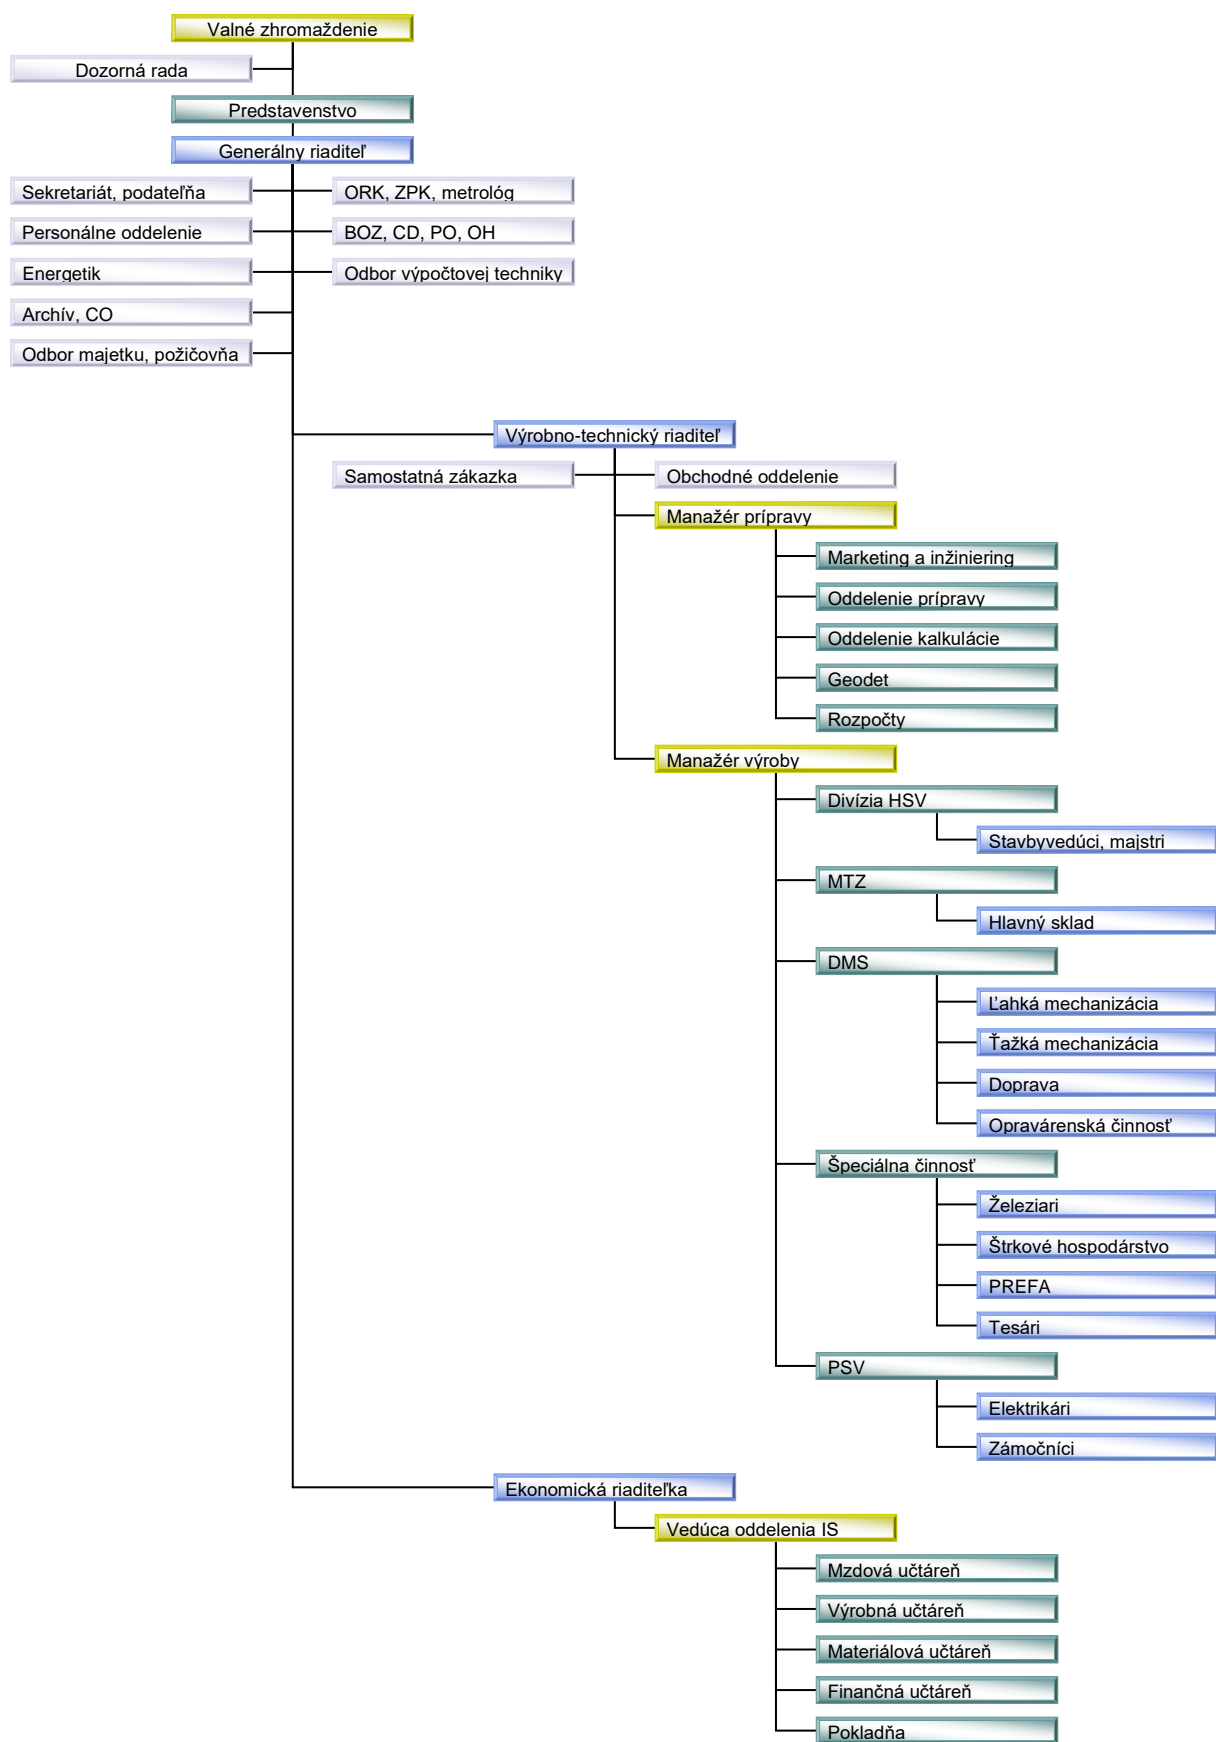 Valné zhromaždenie
Dozorná rada
Predstavenstvo
Generálny riaditeľ
Sekretariát, podateľňa
ORK, ZPK, metrológ
Personálne oddelenie
BOZ, CD, PO, OH
Energetik
Odbor výpočtovej techniky
Archív, CO
Odbor majetku, požičovňa
Výrobno-technický riaditeľ
Samostatná zákazka
Obchodné oddelenie
Manažér prípravy
Marketing a inžiniering
Oddelenie prípravy
Oddelenie kalkulácie
Geodet
Rozpočty
Manažér výroby
Divízia HSV
Stavbyvedúci, majstri
MTZ
Hlavný sklad
DMS
Ľahká mechanizácia
Ťažká mechanizácia
Doprava
Opravárenská činnosť
Špeciálna činnosť
Železiari
Štrkové hospodárstvo
PREFA
Tesári
PSV
Elektrikári
Zámočníci
Ekonomická riaditeľka
Vedúca oddelenia IS
Mzdová učtáreň
Výrobná učtáreň
Materiálová učtáreň
Finančná učtáreň
Pokladňa